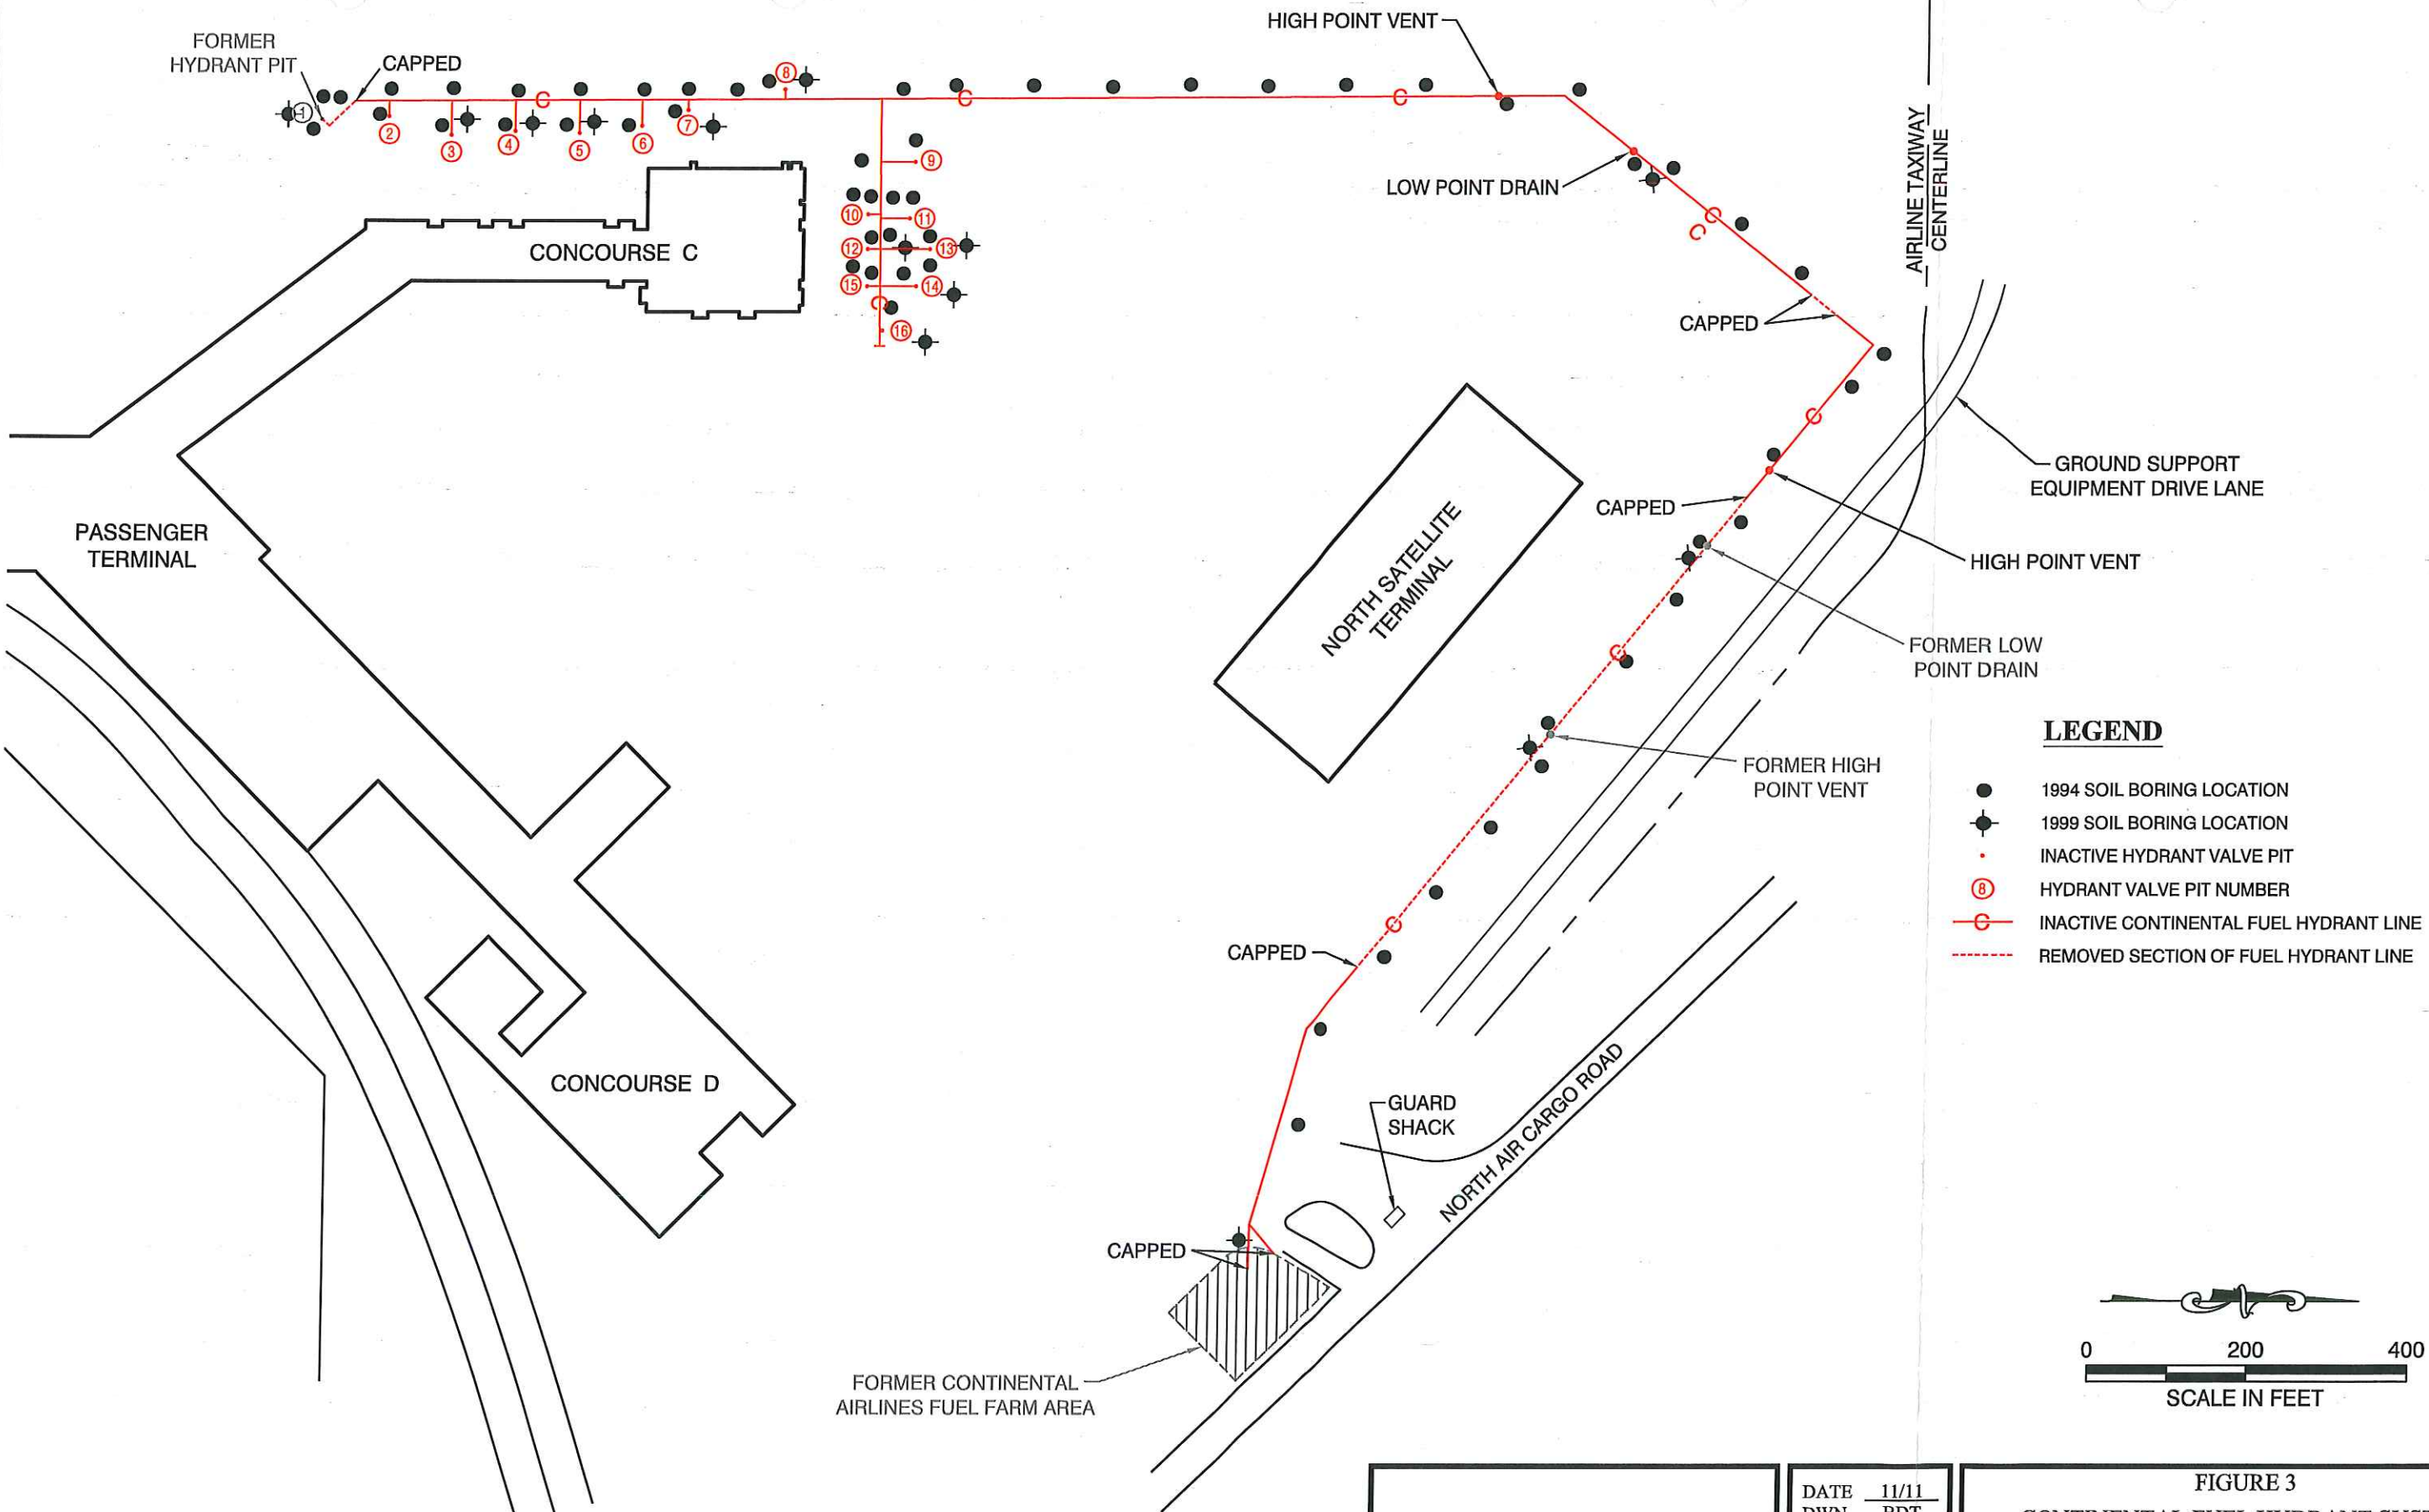 HIGH POINT VENT
FORMER
HYDRANT PIT
CAPPED
8
1
2
3
4
5
6
7
9
10
11
12
13
15
14
16
CONCOURSE C
LOW POINT DRAIN
AIRLINE TAXIWAY
CENTERLINE
CAPPED
GROUND SUPPORT
EQUIPMENT DRIVE LANE
CAPPED
HIGH POINT VENT
PASSENGER
TERMINAL
NORTH SATELLITE
TERMINAL
FORMER LOW
POINT DRAIN
FORMER HIGH
POINT VENT
C
C
C
C
C
C
C
C
C
LEGEND
1994 SOIL BORING LOCATION
1999 SOIL BORING LOCATION
INACTIVE HYDRANT VALVE PIT
8 HYDRANT VALVE PIT NUMBER
C INACTIVE CONTINENTAL FUEL HYDRANT LINE
REMOVED SECTION OF FUEL HYDRANT LINE
CAPPED
CONCOURSE D
GUARD
SHACK
NORTH AIR CARGO ROAD
CAPPED
FORMER CONTINENTAL
AIRLINES FUEL FARM AREA
0 200 400
SCALE IN FEET
DATE 11/11
FIGURE 3